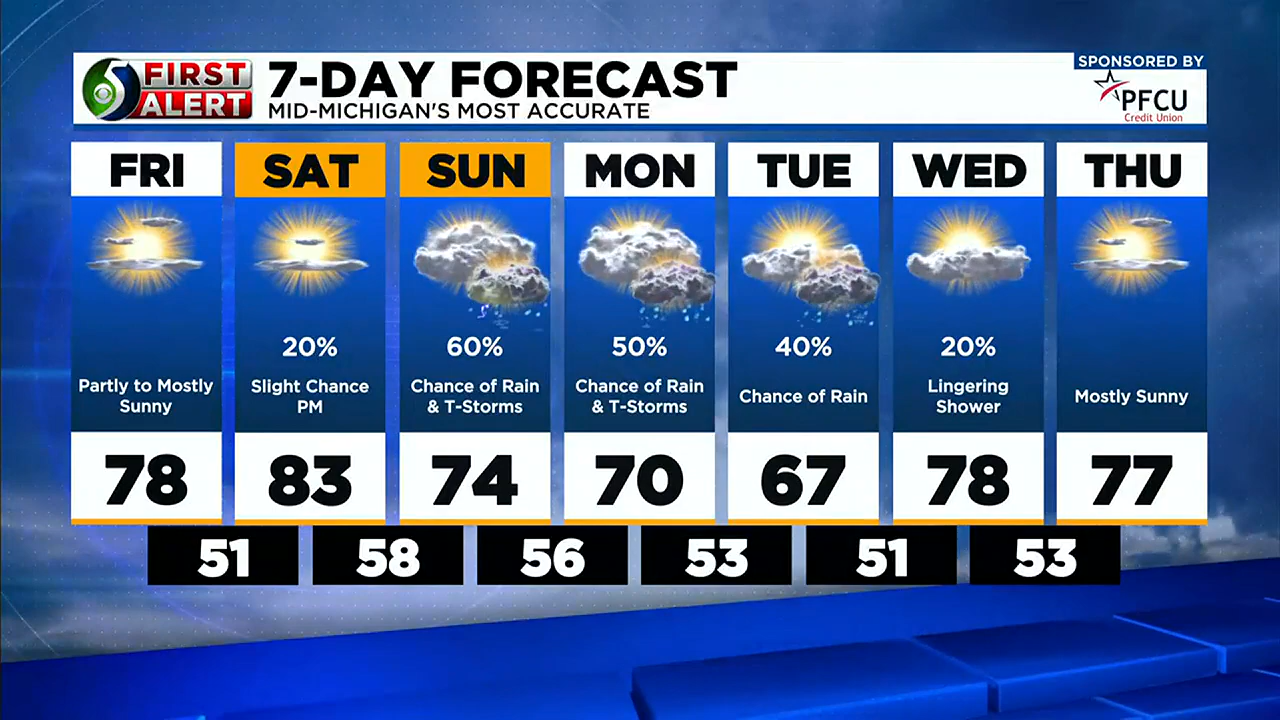 5 FIRST ALERT
7-DAY FORECAST
MID-MICHIGAN'S MOST ACCURATE
SPONSORED BY
PFCU
Credit Union
FRI
Partly to Mostly
Sunny
78
SAT
20%
Slight Chance
PM
83
SUN
60%
Chance of Rain
& T-Storms
74
MON
50%
Chance of Rain
& T-Storms
70
TUE
40%
Chance of Rain
67
WED
20%
Lingering
Shower
78
THU
Mostly Sunny
77
51
58
56
53
51
53